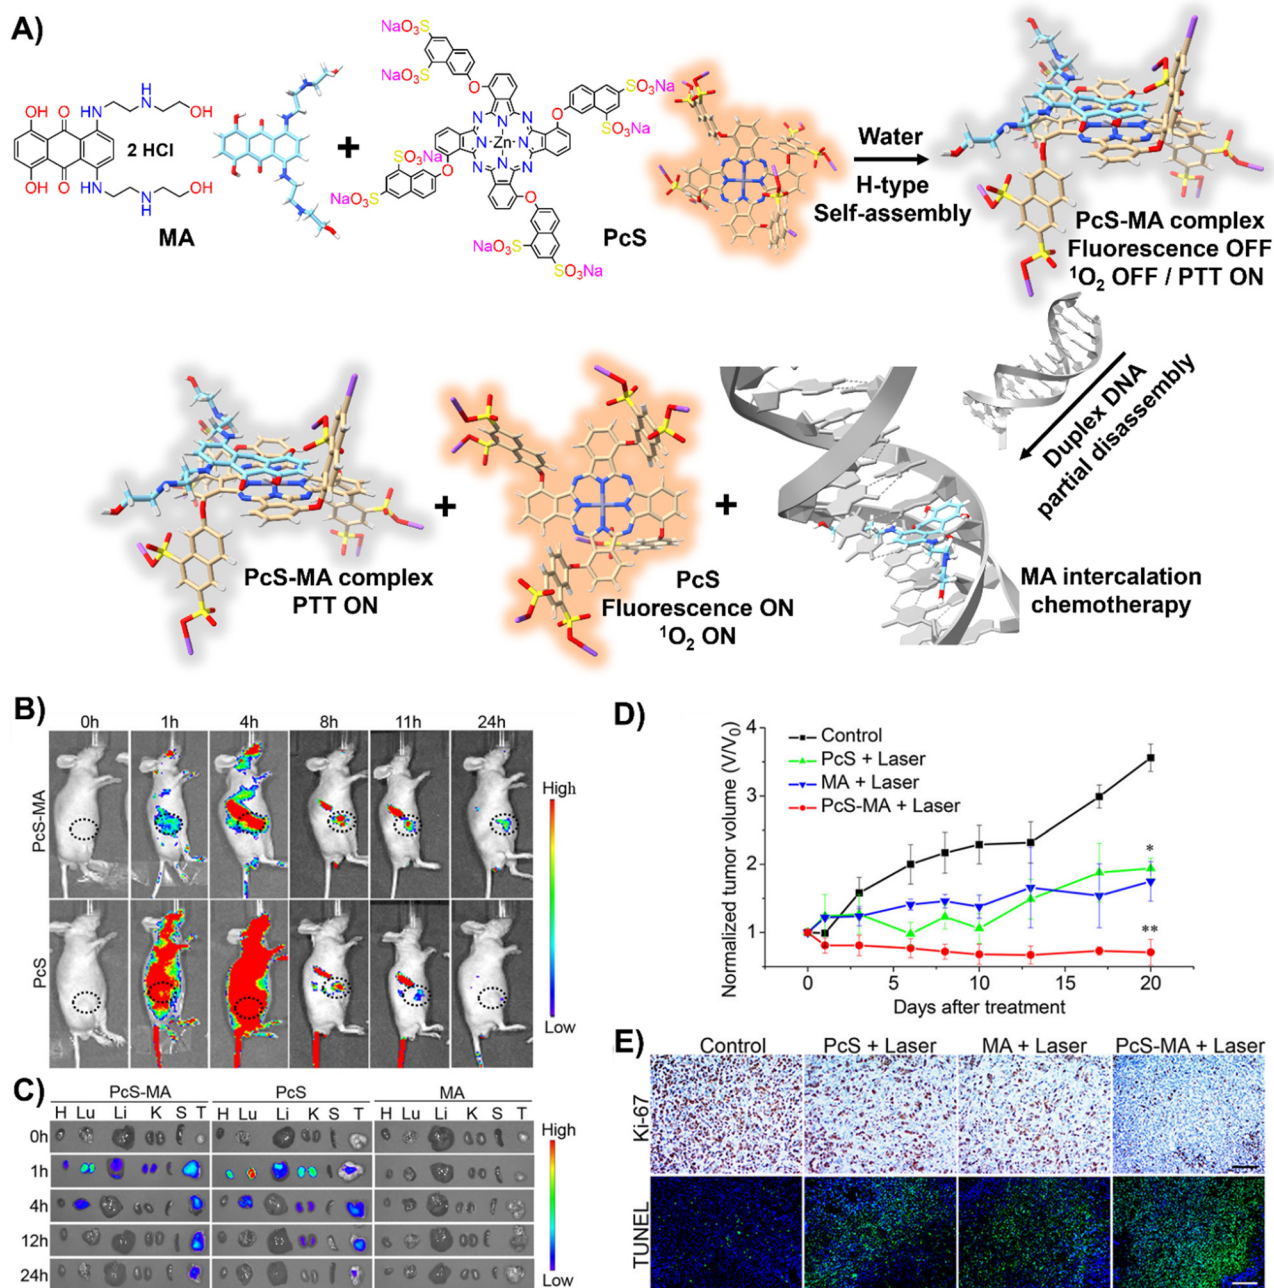 A)
OH
O
HN
H
N
OH
2 HCl
OH
O
HN
N
H
OH
MA
+
NaO3S
NaO3S
O
SO3Na
SO3Na
O
N
N
N
N
Zn
N
N
N
N
NaO3S
NaO3S
O
O
NaO3S
SO3Na
PcS
Water
H-type
Self-assembly
PcS-MA complex
Fluorescence OFF
¹O₂ OFF / PTT ON
Duplex DNA
partial disassembly
PcS-MA complex
PTT ON
+
PcS
Fluorescence ON
¹O₂ ON
+
MA intercalation
chemotherapy
B)
0h 1h 4h 8h 11h 24h
PcS-MA
PcS
High
Low
C)
PcS-MA PcS MA
H Lu Li K S T H Lu Li K S T H Lu Li K S T
0h
1h
4h
12h
24h
High
Low
D)
Normalized tumor volume (V/V₀)
4
3
2
1
0 5 10 15 20
Days after treatment
Control
PcS + Laser
MA + Laser
PcS-MA + Laser
*
**
E)
Control PcS + Laser MA + Laser PcS-MA + Laser
Ki-67
TUNEL